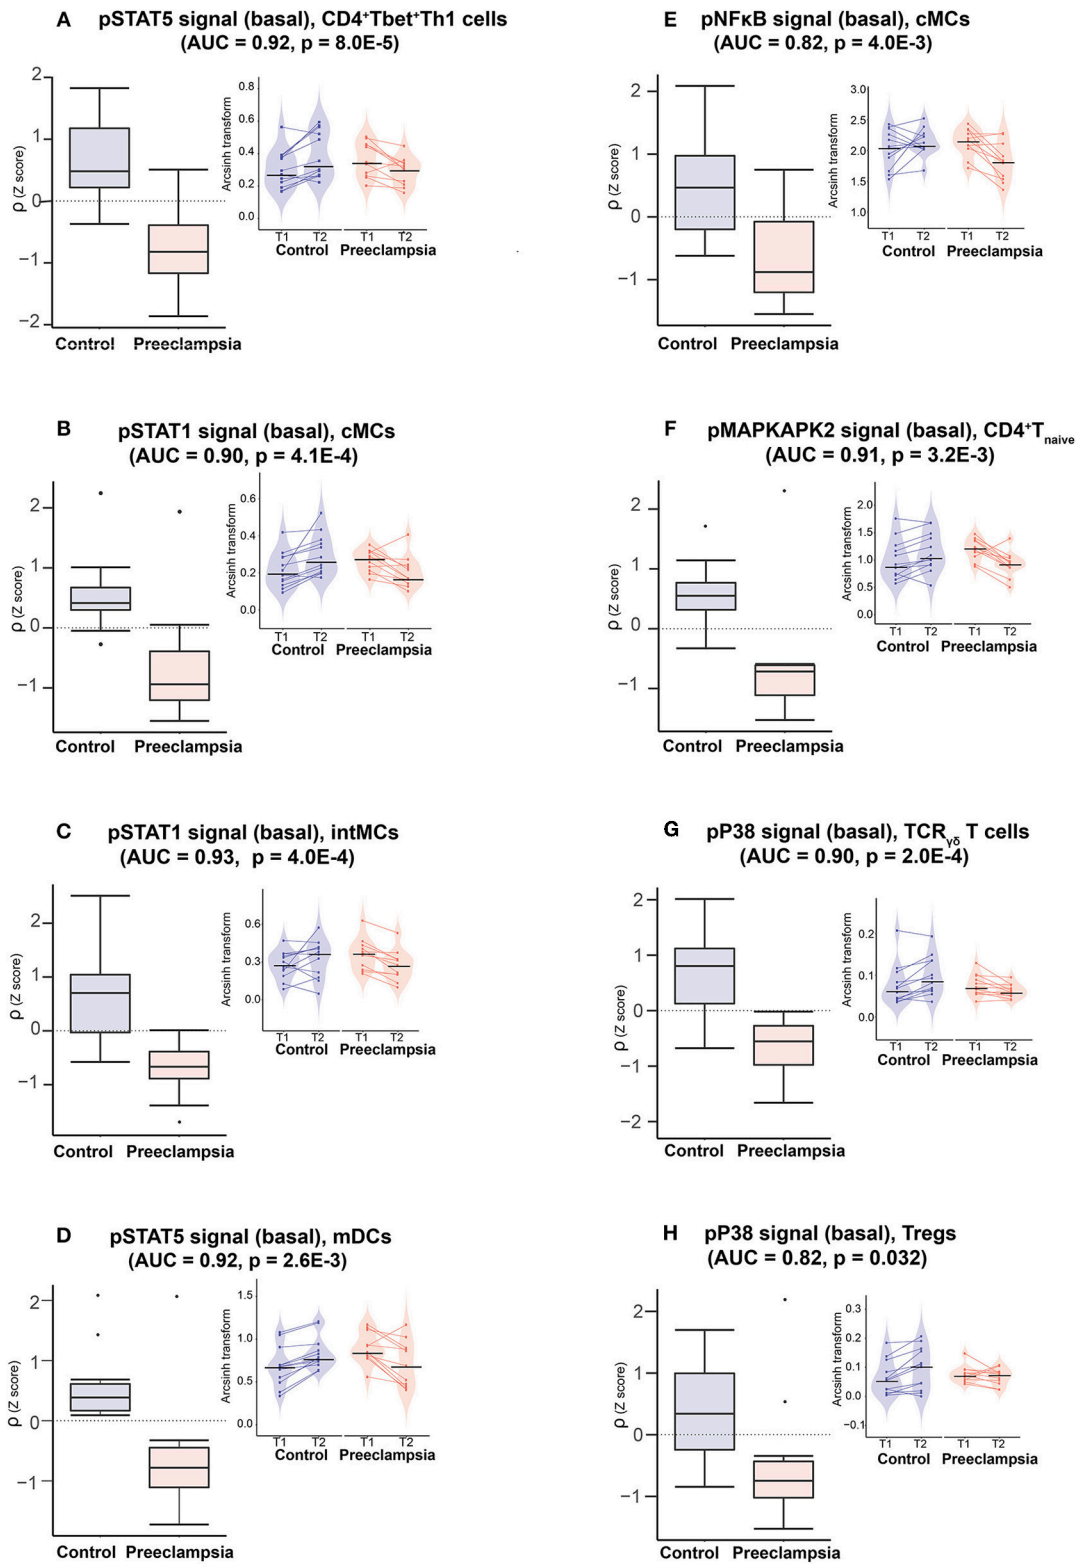 A pSTAT5 signal (basal), CD4⁺Tbet⁺Th1 cells
(AUC = 0.92, p = 8.0E-5)
2
1
0
−1
−2
ρ (Z score)
Control Preeclampsia
Arcsinh transform
0.8
0.6
0.4
0.2
0.0
T1 T2 T1 T2
Control Preeclampsia
B pSTAT1 signal (basal), cMCs
(AUC = 0.90, p = 4.1E-4)
2
1
0
−1
ρ (Z score)
Control Preeclampsia
Arcsinh transform
0.6
0.4
0.2
0.0
T1 T2 T1 T2
Control Preeclampsia
C pSTAT1 signal (basal), intMCs
(AUC = 0.93, p = 4.0E-4)
2
1
0
−1
ρ (Z score)
Control Preeclampsia
Arcsinh transform
0.6
0.3
0.0
T1 T2 T1 T2
Control Preeclampsia
D pSTAT5 signal (basal), mDCs
(AUC = 0.92, p = 2.6E-3)
2
1
0
−1
ρ (Z score)
Control Preeclampsia
Arcsinh transform
1.5
1.0
0.5
0.0
T1 T2 T1 T2
Control Preeclampsia
E pNFκB signal (basal), cMCs
(AUC = 0.82, p = 4.0E-3)
2
1
0
−1
ρ (Z score)
Control Preeclampsia
Arcsinh transform
3.0
2.5
2.0
1.5
1.0
T1 T2 T1 T2
Control Preeclampsia
F pMAPKAPK2 signal (basal), CD4⁺Tnaive
(AUC = 0.91, p = 3.2E-3)
2
1
0
−1
ρ (Z score)
Control Preeclampsia
Arcsinh transform
2.0
1.5
1.0
0.5
0.0
T1 T2 T1 T2
Control Preeclampsia
G pP38 signal (basal), TCRγδ T cells
(AUC = 0.90, p = 2.0E-4)
2
1
0
−1
−2
ρ (Z score)
Control Preeclampsia
Arcsinh transform
0.2
0.1
0.0
T1 T2 T1 T2
Control Preeclampsia
H pP38 signal (basal), Tregs
(AUC = 0.82, p = 0.032)
2
1
0
−1
ρ (Z score)
Control Preeclampsia
Arcsinh transform
0.3
0.2
0.1
0.0
−0.1
T1 T2 T1 T2
Control Preeclampsia